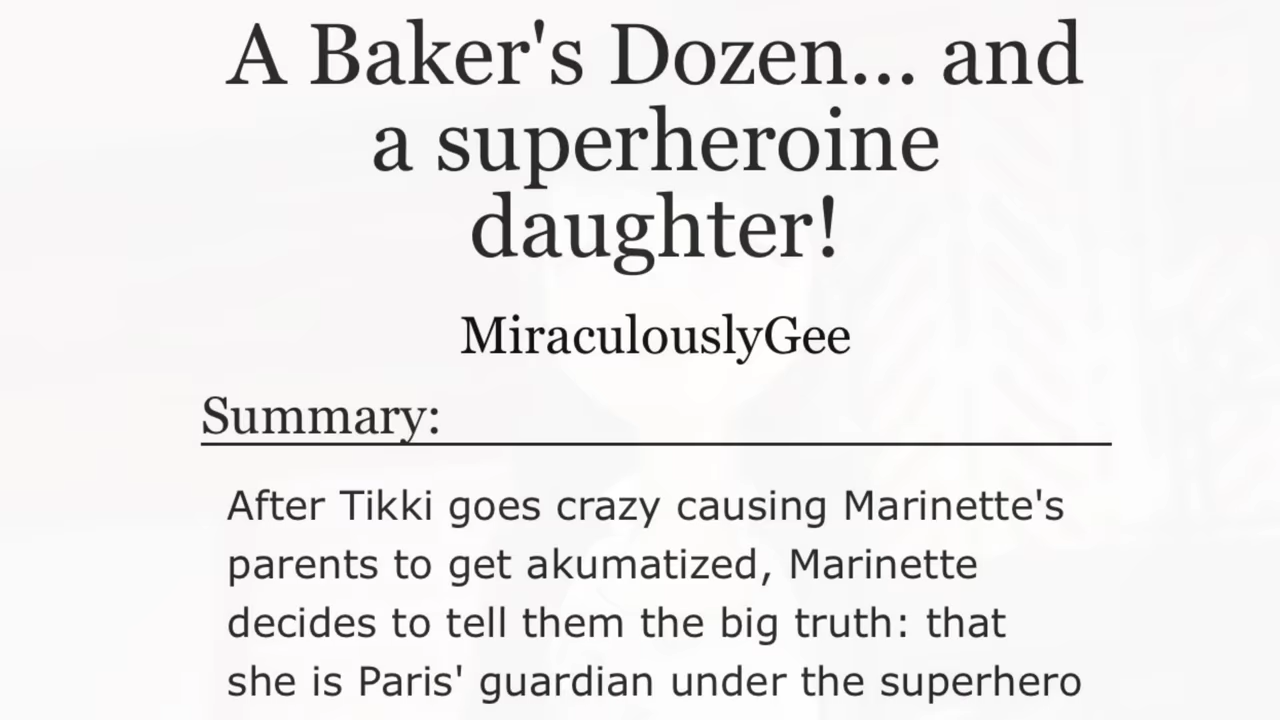 A Baker's Dozen... and
a superheroine
daughter!
MiraculouslyGee
Summary:
After Tikki goes crazy causing Marinette's
parents to get akumatized, Marinette
decides to tell them the big truth: that
she is Paris' guardian under the superhero